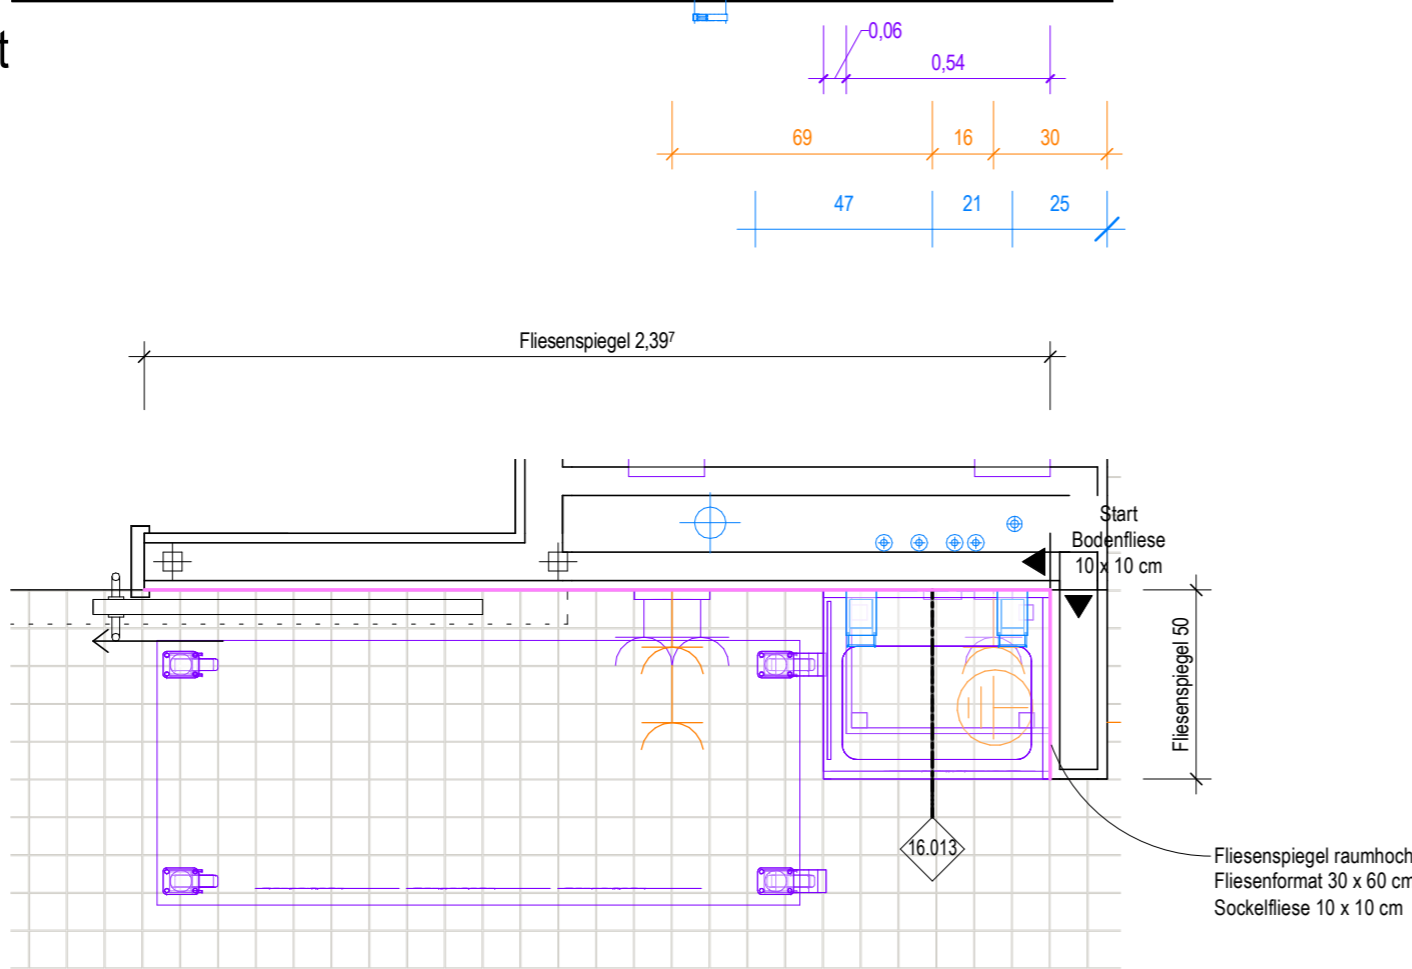 t
0,06
0,54
69
16
30
47
21
25
Fliesenspiegel 2,39⁷
Start
Bodenfliese
10 x 10 cm
Fliesenspiegel 50
16.013
Fliesenspiegel raumhoch
Fliesenformat 30 x 60 cm
Sockelfliese 10 x 10 cm